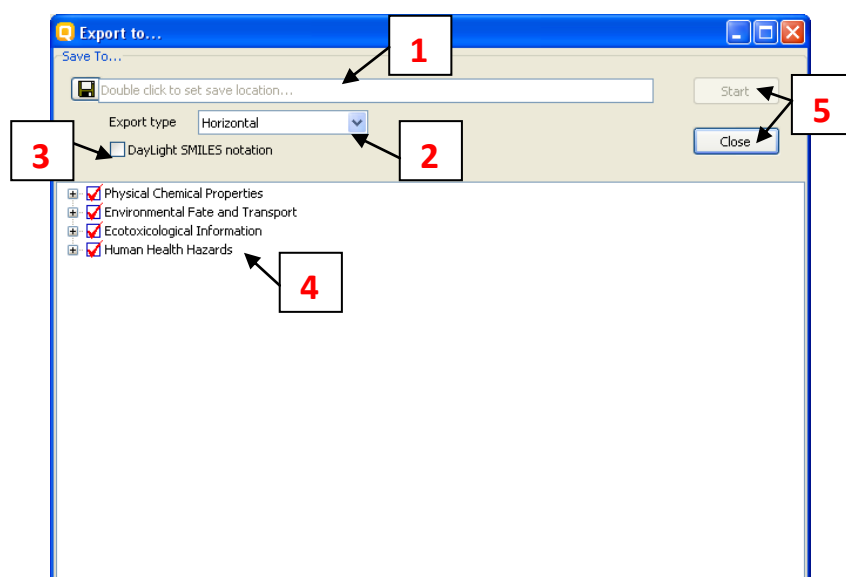 Export to...
Save To...
1
Double click to set save location...
Start
5
Export type Horizontal
Close
3
DayLight SMILES notation
2
Physical Chemical Properties
Environmental Fate and Transport
Ecotoxicological Information
Human Health Hazards
4